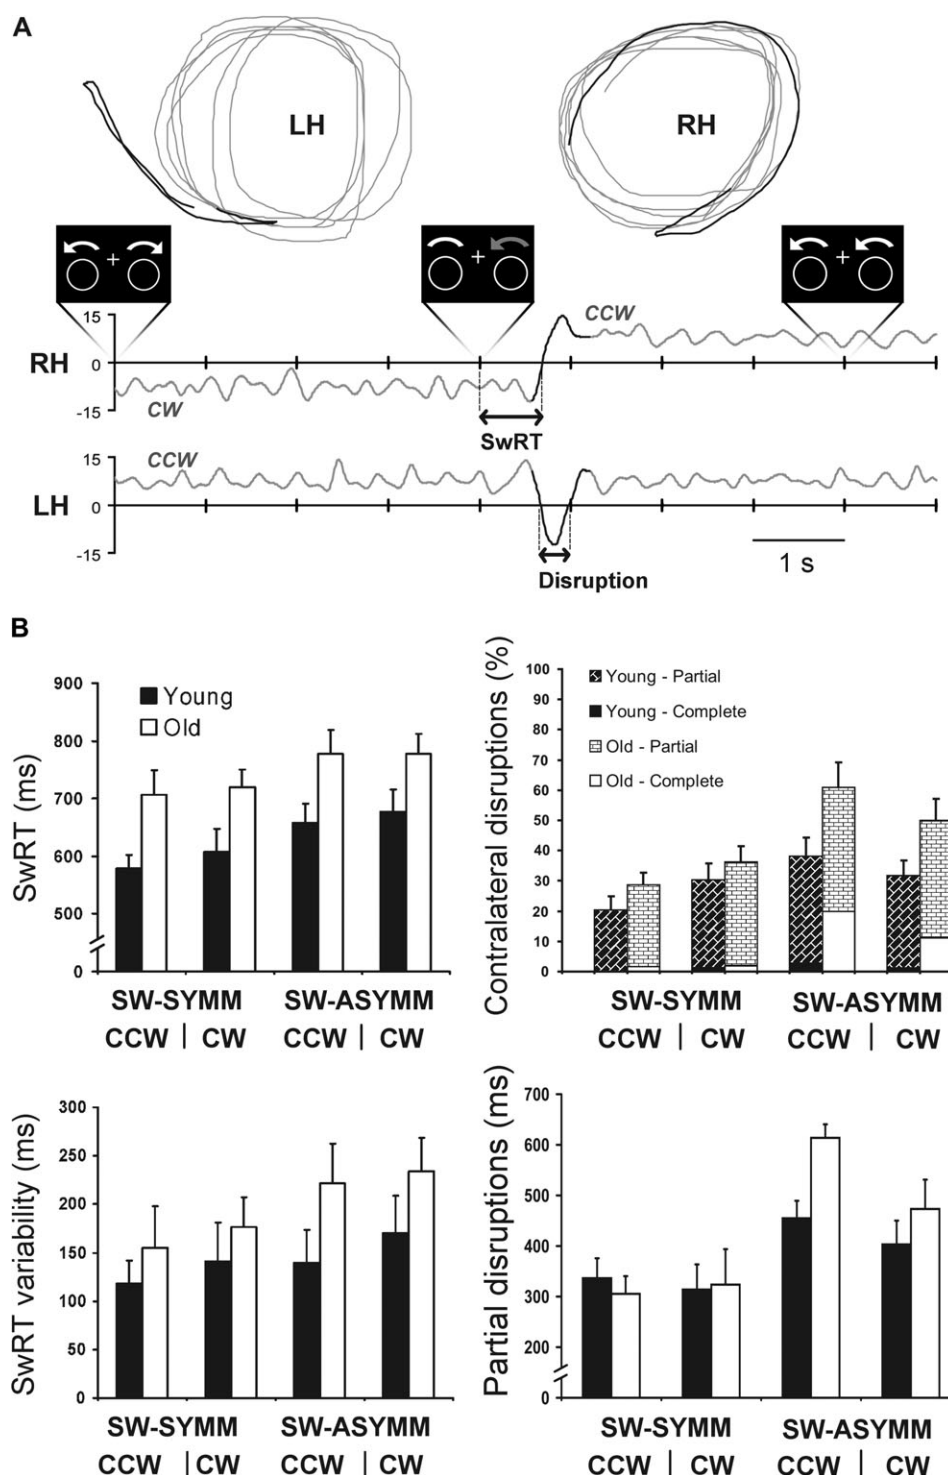 A
LH
RH
+
+
+
15
CCW
RH
0
CW
-15
SwRT
15
CCW
LH
0
-15
Disruption
1 s
B
SwRT (ms)
900
800
700
600
500
0
Young
Old
SW-SYMM SW-ASYMM
CCW | CW CCW | CW
Contralateral disruptions (%)
100
90
80
70
60
50
40
30
20
10
0
Young - Partial
Young - Complete
Old - Partial
Old - Complete
SW-SYMM SW-ASYMM
CCW | CW CCW | CW
SwRT variability (ms)
300
250
200
150
100
50
0
SW-SYMM SW-ASYMM
CCW | CW CCW | CW
Partial disruptions (ms)
700
600
500
400
300
200
0
SW-SYMM SW-ASYMM
CCW | CW CCW | CW